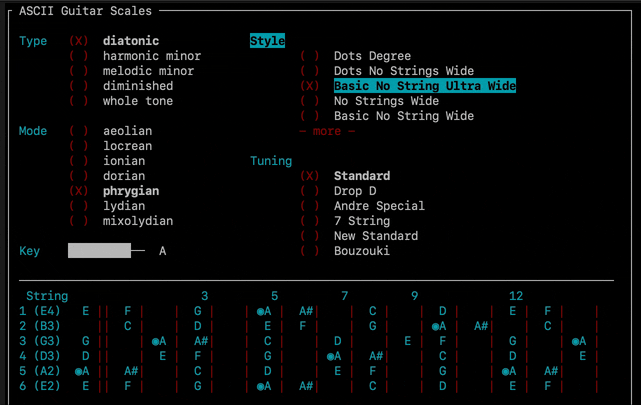 ASCII Guitar Scales
Type (X) diatonic Style
( ) harmonic minor ( ) Dots Degree
( ) melodic minor ( ) Dots No Strings Wide
( ) diminished (X) Basic No String Ultra Wide
( ) whole tone ( ) No Strings Wide
( ) Basic No String Wide
Mode ( ) aeolian — more —
( ) locrean
( ) ionian Tuning
( ) dorian (X) Standard
(X) phrygian ( ) Drop D
( ) lydian ( ) Andre Special
( ) mixolydian ( ) 7 String
( ) New Standard
Key A ( ) Bouzouki
String 3 5 7 9 12
1 (E4) E || F | | G | ◉A | A# | | C | | D | | E | F | | |
2 (B3) || C | | D | E | F | | G | | ◉A | A# | | C | |
3 (G3) G || | ◉A | A# | | C | | D | | E | F | | G | | ◉A |
4 (D3) D || | E | F | | G | | ◉A | A# | | C | | D | | E |
5 (A2) ◉A || A# | | C | | D | | E | F | | G | | ◉A | A# | | |
6 (E2) E || F | | G | ◉A | A# | | C | | D | | E | F | | |